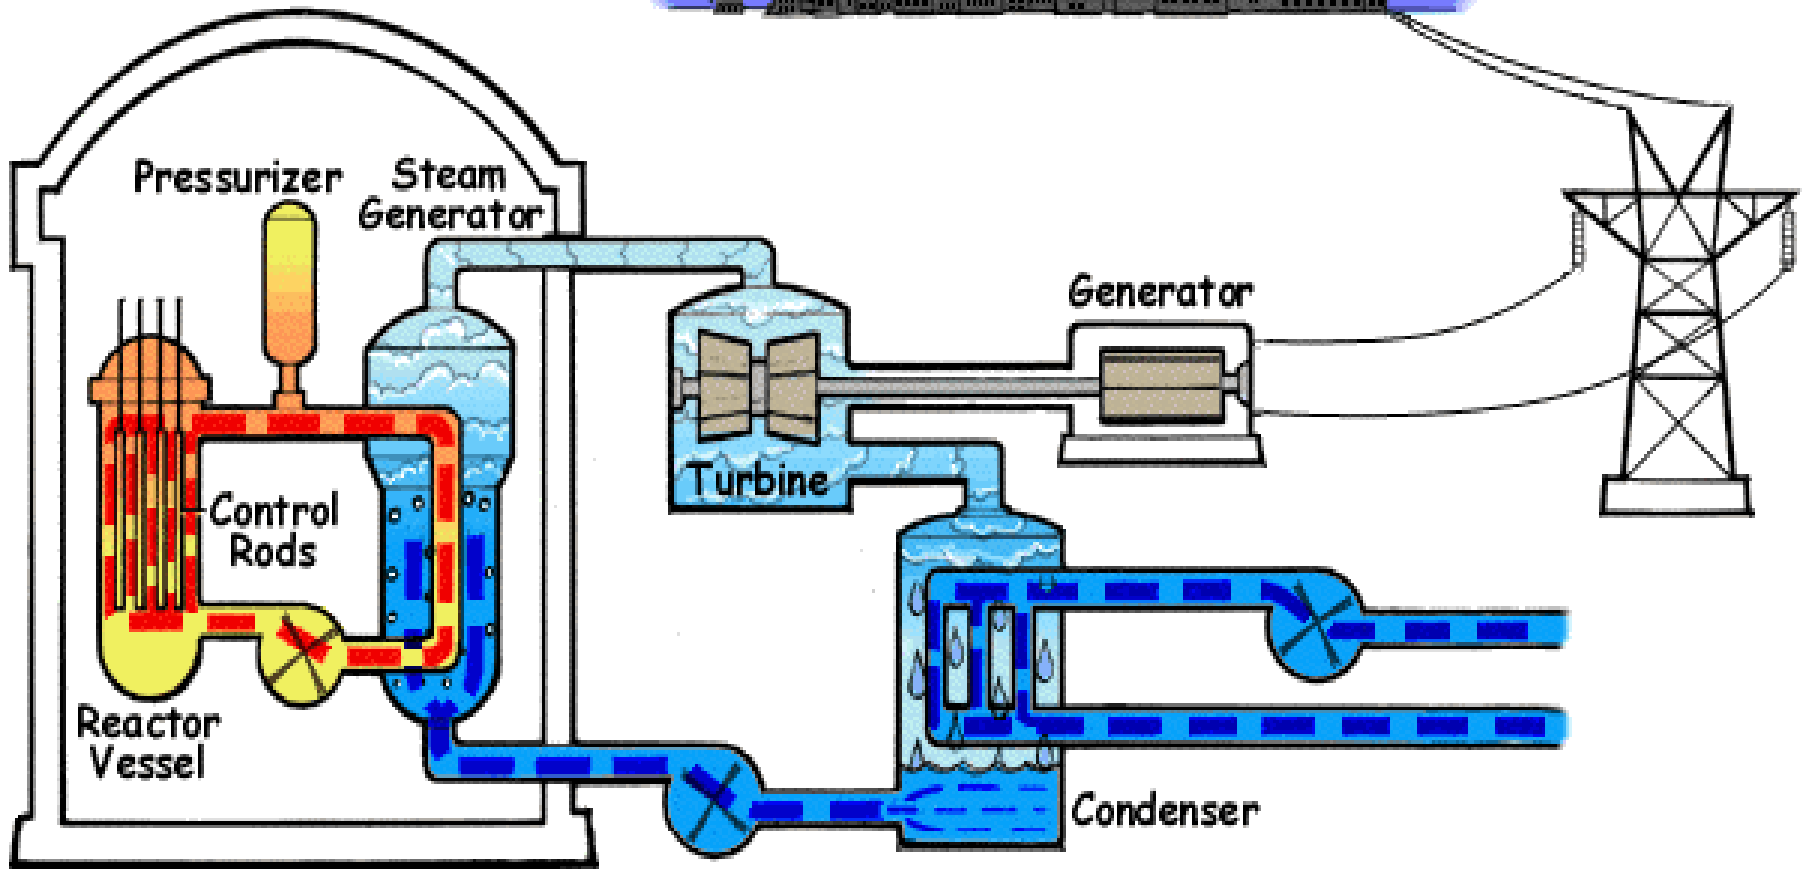 Pressurizer
Steam
Generator
Generator
Turbine
Control
Rods
Reactor
Vessel
Condenser